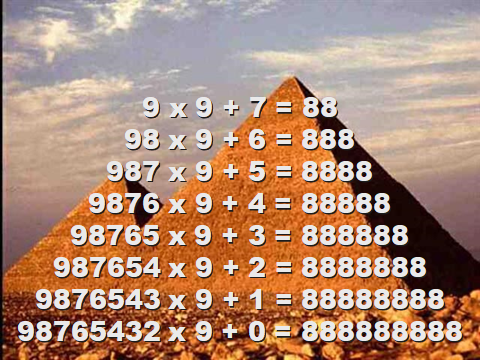 9 x 9 + 7 = 88
98 x 9 + 6 = 888
987 x 9 + 5 = 8888
9876 x 9 + 4 = 88888
98765 x 9 + 3 = 888888
987654 x 9 + 2 = 8888888
9876543 x 9 + 1 = 88888888
98765432 x 9 + 0 = 888888888